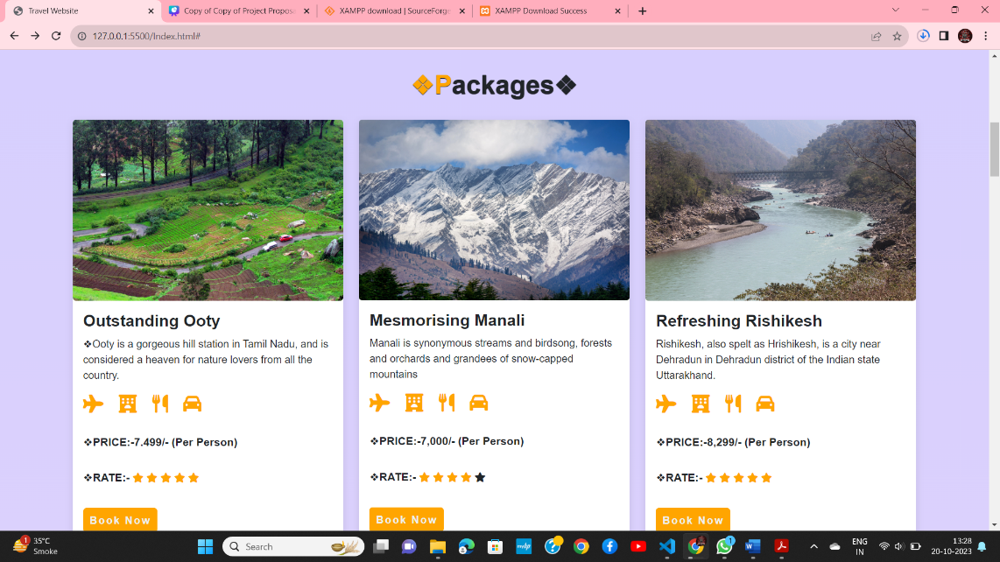 Travel Website
Copy of Copy of Project Proposa
XAMPP download | SourceForge
XAMPP Download Success
127.0.0.1:5500/Index.html#
❖Packages❖
Outstanding Ooty
❖Ooty is a gorgeous hill station in Tamil Nadu, and is
considered a heaven for nature lovers from all the
country.
❖PRICE:-7.499/- (Per Person)
❖RATE:-
Book Now
Mesmorising Manali
Manali is synonymous streams and birdsong, forests
and orchards and grandees of snow-capped
mountains
❖PRICE:-7,000/- (Per Person)
❖RATE:-
Book Now
Refreshing Rishikesh
Rishikesh, also spelt as Hrishikesh, is a city near
Dehradun in Dehradun district of the Indian state
Uttarakhand.
❖PRICE:-8,299/- (Per Person)
❖RATE:-
Book Now
1
35°C
Smoke
Search
1
ENG
IN
13:28
20-10-2023